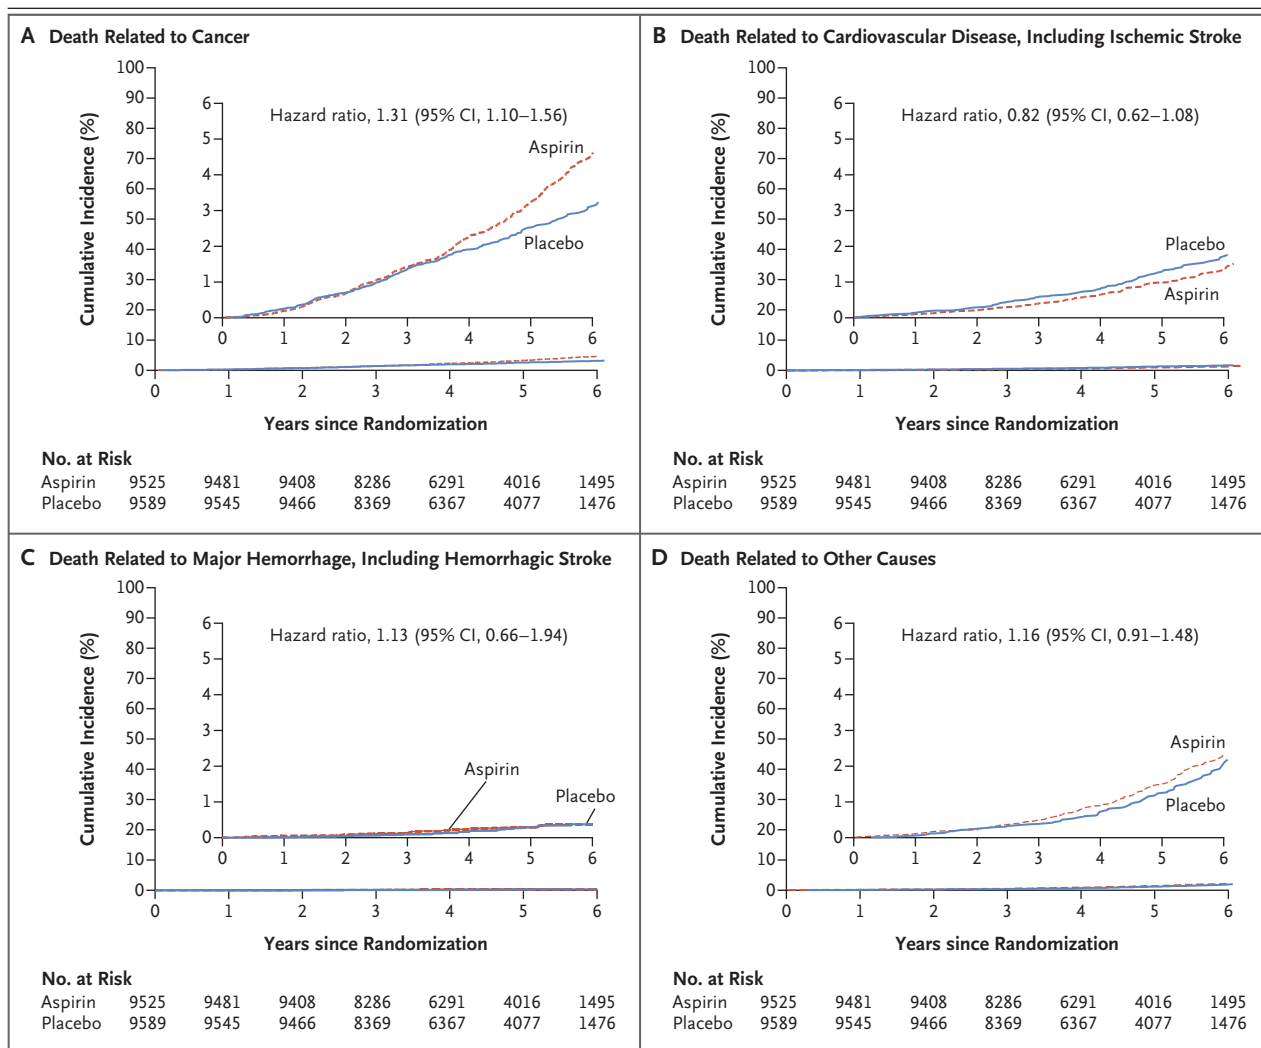 A Death Related to Cancer
Cumulative Incidence (%)
100
90
80
70
60
50
40
30
20
10
0
6
5
4
3
2
1
0
Hazard ratio, 1.31 (95% CI, 1.10–1.56)
Aspirin
Placebo
0 1 2 3 4 5 6
0 1 2 3 4 5 6
Years since Randomization
No. at Risk
Aspirin 9525 9481 9408 8286 6291 4016 1495
Placebo 9589 9545 9466 8369 6367 4077 1476
B Death Related to Cardiovascular Disease, Including Ischemic Stroke
Cumulative Incidence (%)
100
90
80
70
60
50
40
30
20
10
0
6
5
4
3
2
1
0
Hazard ratio, 0.82 (95% CI, 0.62–1.08)
Placebo
Aspirin
0 1 2 3 4 5 6
0 1 2 3 4 5 6
Years since Randomization
No. at Risk
Aspirin 9525 9481 9408 8286 6291 4016 1495
Placebo 9589 9545 9466 8369 6367 4077 1476
C Death Related to Major Hemorrhage, Including Hemorrhagic Stroke
Cumulative Incidence (%)
100
90
80
70
60
50
40
30
20
10
0
6
5
4
3
2
1
0
Hazard ratio, 1.13 (95% CI, 0.66–1.94)
Aspirin
Placebo
0 1 2 3 4 5 6
0 1 2 3 4 5 6
Years since Randomization
No. at Risk
Aspirin 9525 9481 9408 8286 6291 4016 1495
Placebo 9589 9545 9466 8369 6367 4077 1476
D Death Related to Other Causes
Cumulative Incidence (%)
100
90
80
70
60
50
40
30
20
10
0
6
5
4
3
2
1
0
Hazard ratio, 1.16 (95% CI, 0.91–1.48)
Aspirin
Placebo
0 1 2 3 4 5 6
0 1 2 3 4 5 6
Years since Randomization
No. at Risk
Aspirin 9525 9481 9408 8286 6291 4016 1495
Placebo 9589 9545 9466 8369 6367 4077 1476